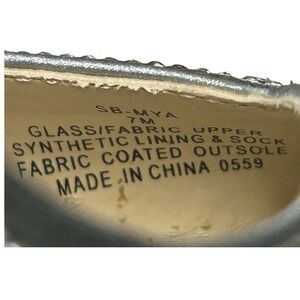 SB-MYA
7M
GLASS/FABRIC UPPER
SYNTHETIC LINING & SOCK
FABRIC COATED OUTSOLE
MADE IN CHINA 0559